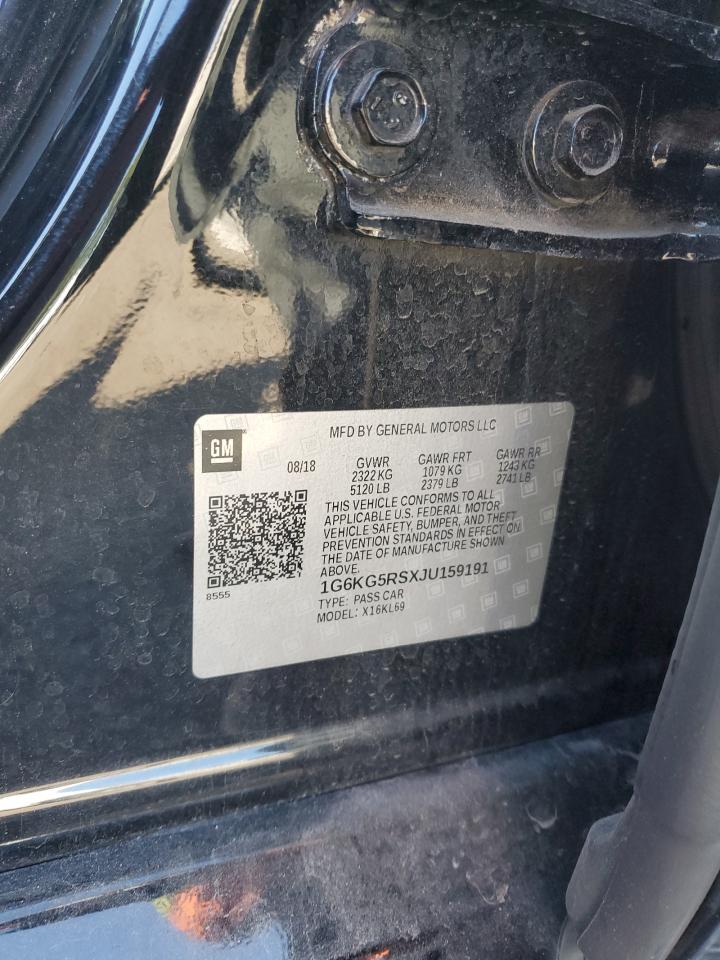 MFD BY GENERAL MOTORS LLC
GM
08/18 GVWR GAWR FRT GAWR RR
2322 KG 1079 KG 1243 KG
5120 LB 2379 LB 2741 LB
THIS VEHICLE CONFORMS TO ALL
APPLICABLE U.S. FEDERAL MOTOR
VEHICLE SAFETY, BUMPER, AND THEFT
PREVENTION STANDARDS IN EFFECT ON
THE DATE OF MANUFACTURE SHOWN
ABOVE.
1G6KG5RSXJU159191
8555
TYPE: PASS CAR
MODEL: X16KL69